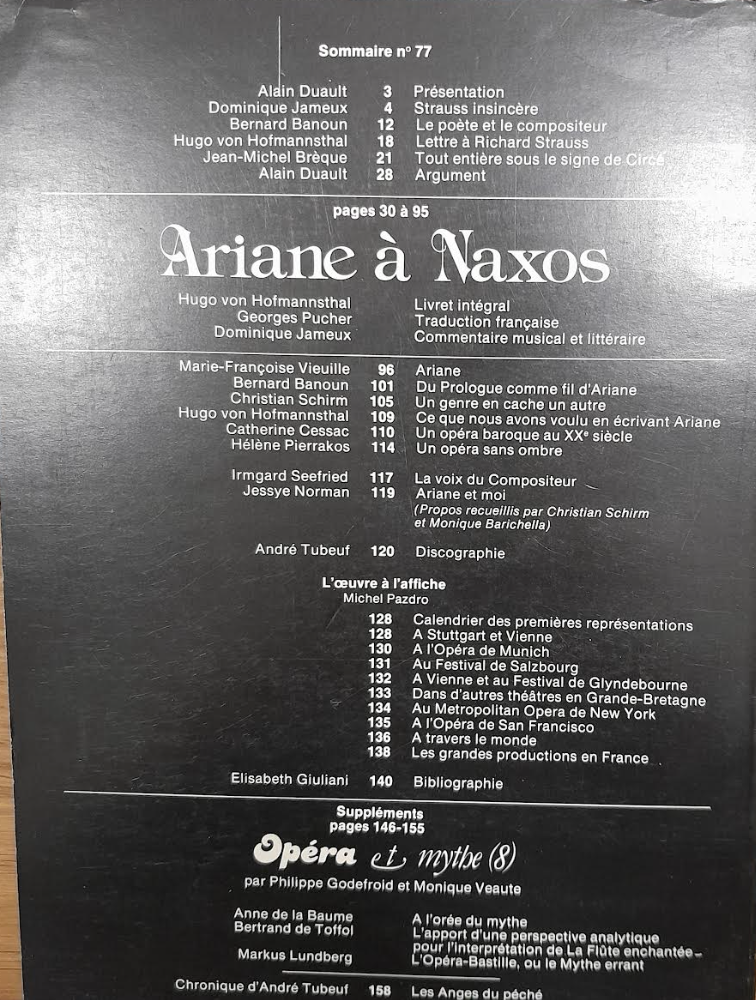 Sommaire nº 77
Alain Duault 3 Présentation
Dominique Jameux 4 Strauss insincère
Bernard Banoun 12 Le poète et le compositeur
Hugo von Hofmannsthal 18 Lettre à Richard Strauss
Jean-Michel Brèque 21 Tout entière sous le signe de Circé
Alain Duault 28 Argument
pages 30 à 95
Ariane à Naxos
Hugo von Hofmannsthal Livret intégral
Georges Pucher Traduction française
Dominique Jameux Commentaire musical et littéraire
Marie-Françoise Vieuille 96 Ariane
Bernard Banoun 101 Du Prologue comme fil d'Ariane
Christian Schirm 105 Un genre en cache un autre
Hugo von Hofmannsthal 109 Ce que nous avons voulu en écrivant Ariane
Catherine Cessac 110 Un opéra baroque au XXe siècle
Hélène Pierrakos 114 Un opéra sans ombre
Irmgard Seefried 117 La voix du Compositeur
Jessye Norman 119 Ariane et moi
(Propos recueillis par Christian Schirm
et Monique Barichella)
André Tubeuf 120 Discographie
L'œuvre à l'affiche
Michel Pazdro
128 Calendrier des premières représentations
128 A Stuttgart et Vienne
130 A l'Opéra de Munich
131 Au Festival de Salzbourg
132 A Vienne et au Festival de Glyndebourne
133 Dans d'autres théâtres en Grande-Bretagne
134 Au Metropolitan Opera de New York
135 A l'Opéra de San Francisco
136 A travers le monde
138 Les grandes productions en France
Elisabeth Giuliani 140 Bibliographie
Suppléments
pages 146-155
Opéra et mythe (8)
par Philippe Godefroid et Monique Veaute
Anne de la Baume A l'orée du mythe
Bertrand de Toffol L'apport d'une perspective analytique
pour l'interprétation de La Flûte enchantée
Markus Lundberg L'Opéra-Bastille, ou le Mythe errant
Chronique d'André Tubeuf 158 Les Anges du péché